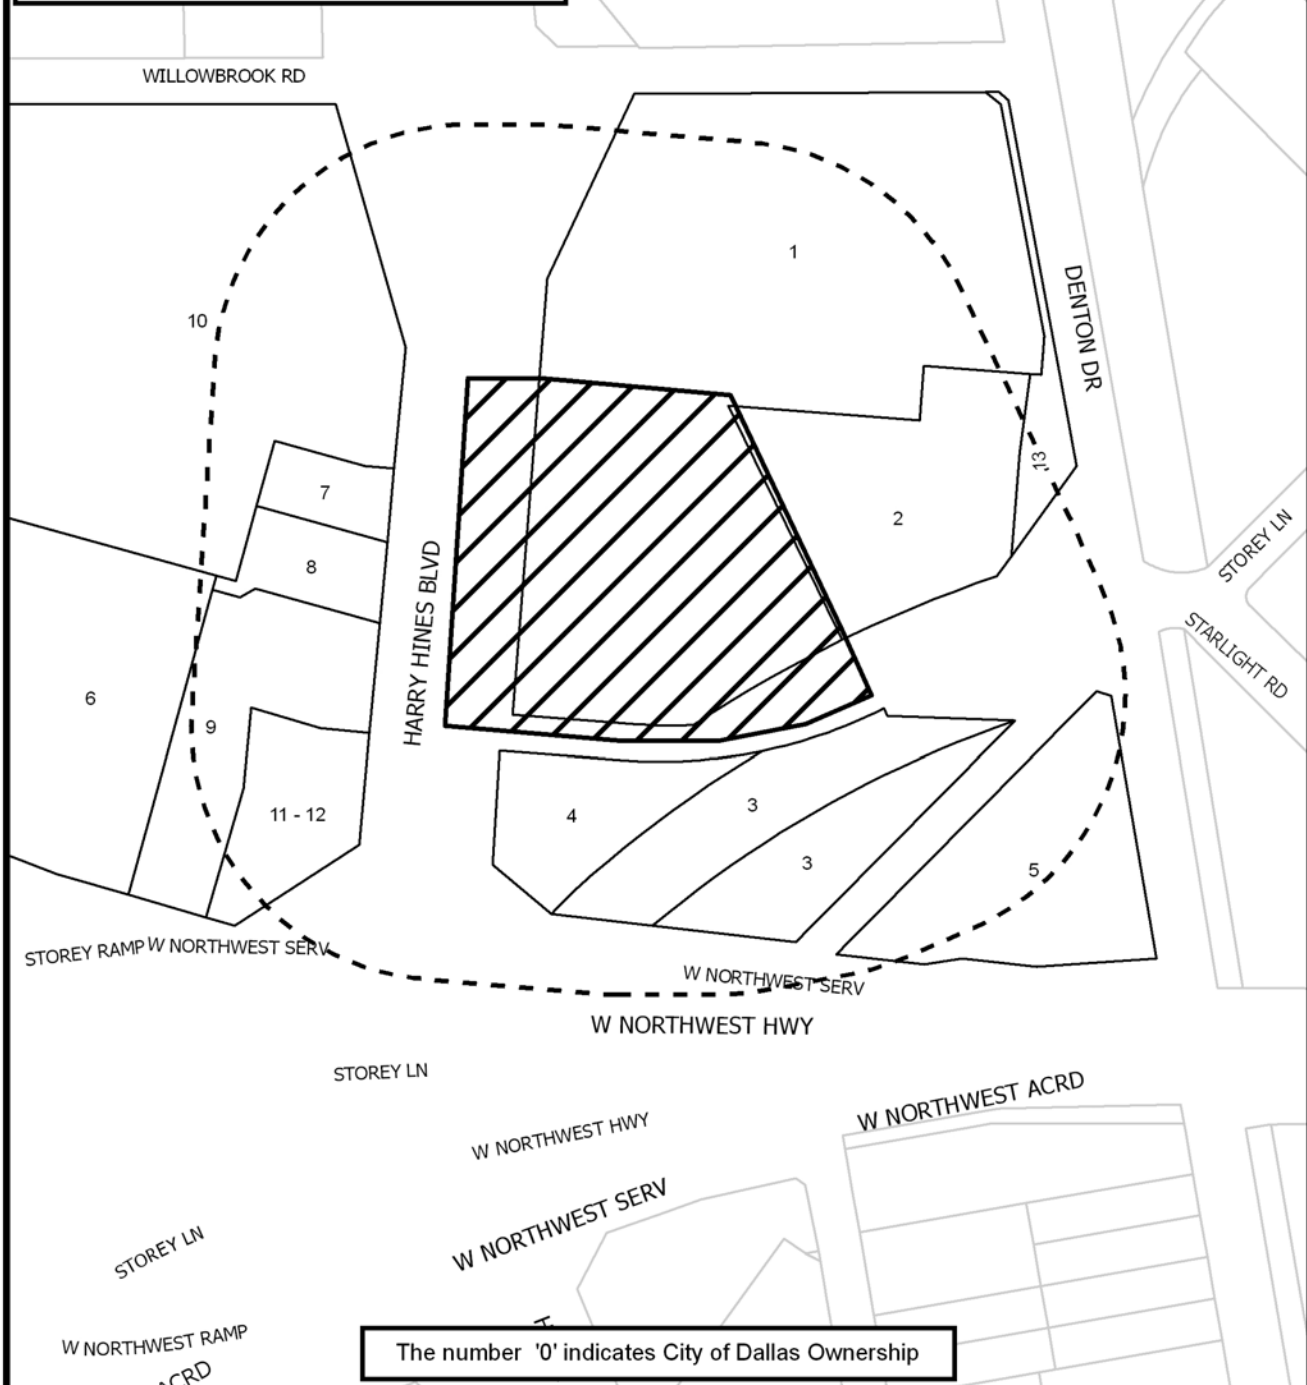 WILLOWBROOK RD
1
DENTON DR
10
13
7
2
STOREY LN
8
HARRY HINES BLVD
STARLIGHT RD
6
9
11 - 12
4
3
3
5
STOREY RAMP
W NORTHWEST SERV
W NORTHWEST SERV
W NORTHWEST HWY
STOREY LN
W NORTHWEST ACRD
W NORTHWEST HWY
W NORTHWEST SERV
STOREY LN
W NORTHWEST RAMP
ACRD
H
The number '0' indicates City of Dallas Ownership